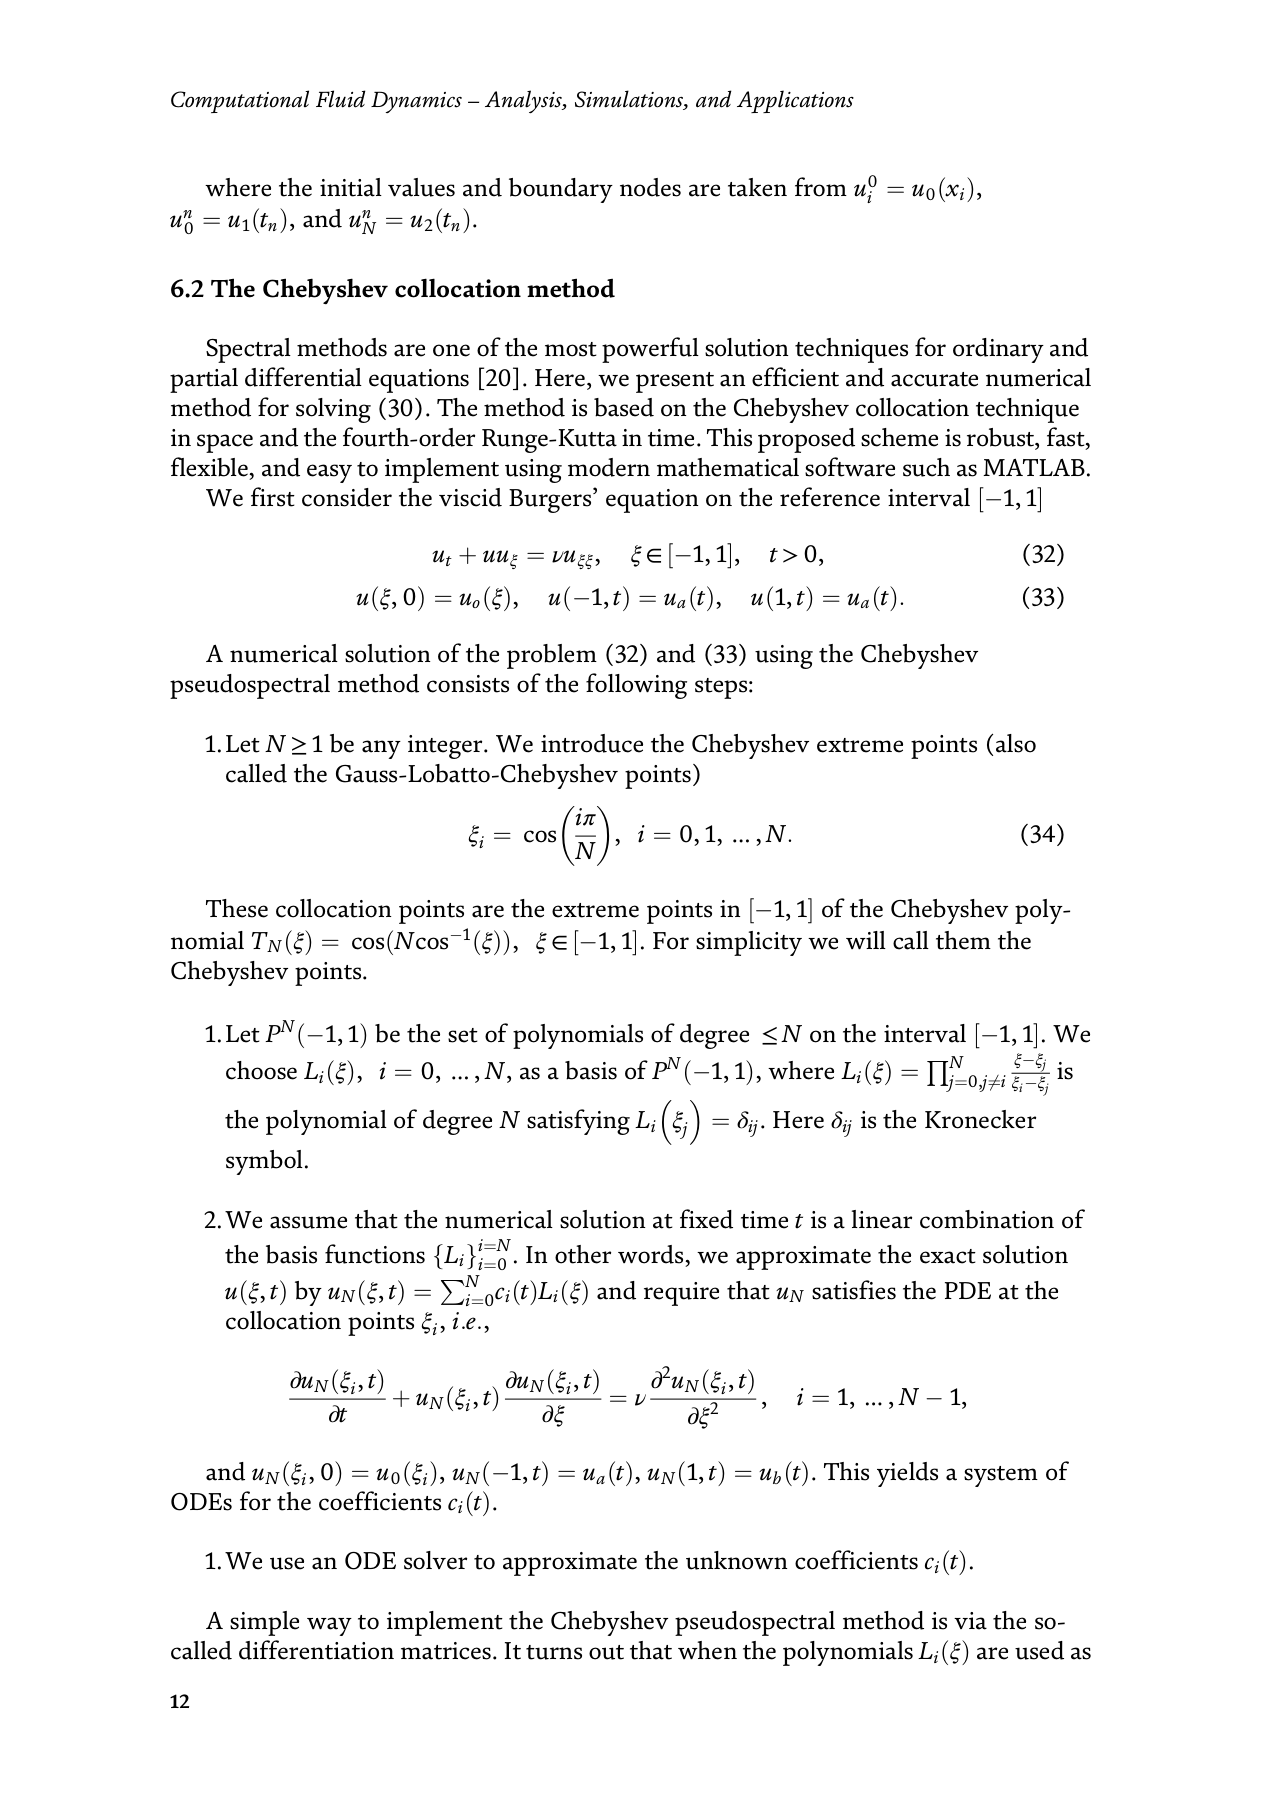 Computational Fluid Dynamics – Analysis, Simulations, and Applications
where the initial values and boundary nodes are taken from $u_i^0 = u_0(x_i)$,
$u_0^n = u_1(t_n)$, and $u_N^n = u_2(t_n)$.
6.2 The Chebyshev collocation method
Spectral methods are one of the most powerful solution techniques for ordinary and
partial differential equations [20]. Here, we present an efficient and accurate numerical
method for solving (30). The method is based on the Chebyshev collocation technique
in space and the fourth-order Runge-Kutta in time. This proposed scheme is robust, fast,
flexible, and easy to implement using modern mathematical software such as MATLAB.
We first consider the viscid Burgers’ equation on the reference interval $[-1, 1]$
$u_t + uu_\xi = \nu u_{\xi\xi}, \quad \xi \in [-1, 1], \quad t > 0,$ (32)
$u(\xi, 0) = u_o(\xi), \quad u(-1, t) = u_a(t), \quad u(1, t) = u_a(t).$ (33)
A numerical solution of the problem (32) and (33) using the Chebyshev
pseudospectral method consists of the following steps:
1. Let $N \geq 1$ be any integer. We introduce the Chebyshev extreme points (also
called the Gauss-Lobatto-Chebyshev points)
$\xi_i = \cos\left(\frac{i\pi}{N}\right), \ i = 0, 1, \ldots, N.$ (34)
These collocation points are the extreme points in $[-1, 1]$ of the Chebyshev poly-
nomial $T_N(\xi) = \cos(N\cos^{-1}(\xi)), \ \xi \in [-1, 1]$. For simplicity we will call them the
Chebyshev points.
1. Let $P^N(-1, 1)$ be the set of polynomials of degree $\leq N$ on the interval $[-1, 1]$. We
choose $L_i(\xi), \ i = 0, \ldots, N$, as a basis of $P^N(-1, 1)$, where $L_i(\xi) = \prod_{j=0, j\neq i}^N \frac{\xi - \xi_j}{\xi_i - \xi_j}$ is
the polynomial of degree $N$ satisfying $L_i\left(\xi_j\right) = \delta_{ij}$. Here $\delta_{ij}$ is the Kronecker
symbol.
2. We assume that the numerical solution at fixed time $t$ is a linear combination of
the basis functions $\{L_i\}_{i=0}^{i=N}$. In other words, we approximate the exact solution
$u(\xi, t)$ by $u_N(\xi, t) = \sum_{i=0}^N c_i(t)L_i(\xi)$ and require that $u_N$ satisfies the PDE at the
collocation points $\xi_i$, i.e.,
$\frac{\partial u_N(\xi_i, t)}{\partial t} + u_N(\xi_i, t)\frac{\partial u_N(\xi_i, t)}{\partial \xi} = \nu \frac{\partial^2 u_N(\xi_i, t)}{\partial \xi^2}, \quad i = 1, \ldots, N - 1,$
and $u_N(\xi_i, 0) = u_0(\xi_i)$, $u_N(-1, t) = u_a(t)$, $u_N(1, t) = u_b(t)$. This yields a system of
ODEs for the coefficients $c_i(t)$.
1. We use an ODE solver to approximate the unknown coefficients $c_i(t)$.
A simple way to implement the Chebyshev pseudospectral method is via the so-
called differentiation matrices. It turns out that when the polynomials $L_i(\xi)$ are used as
12